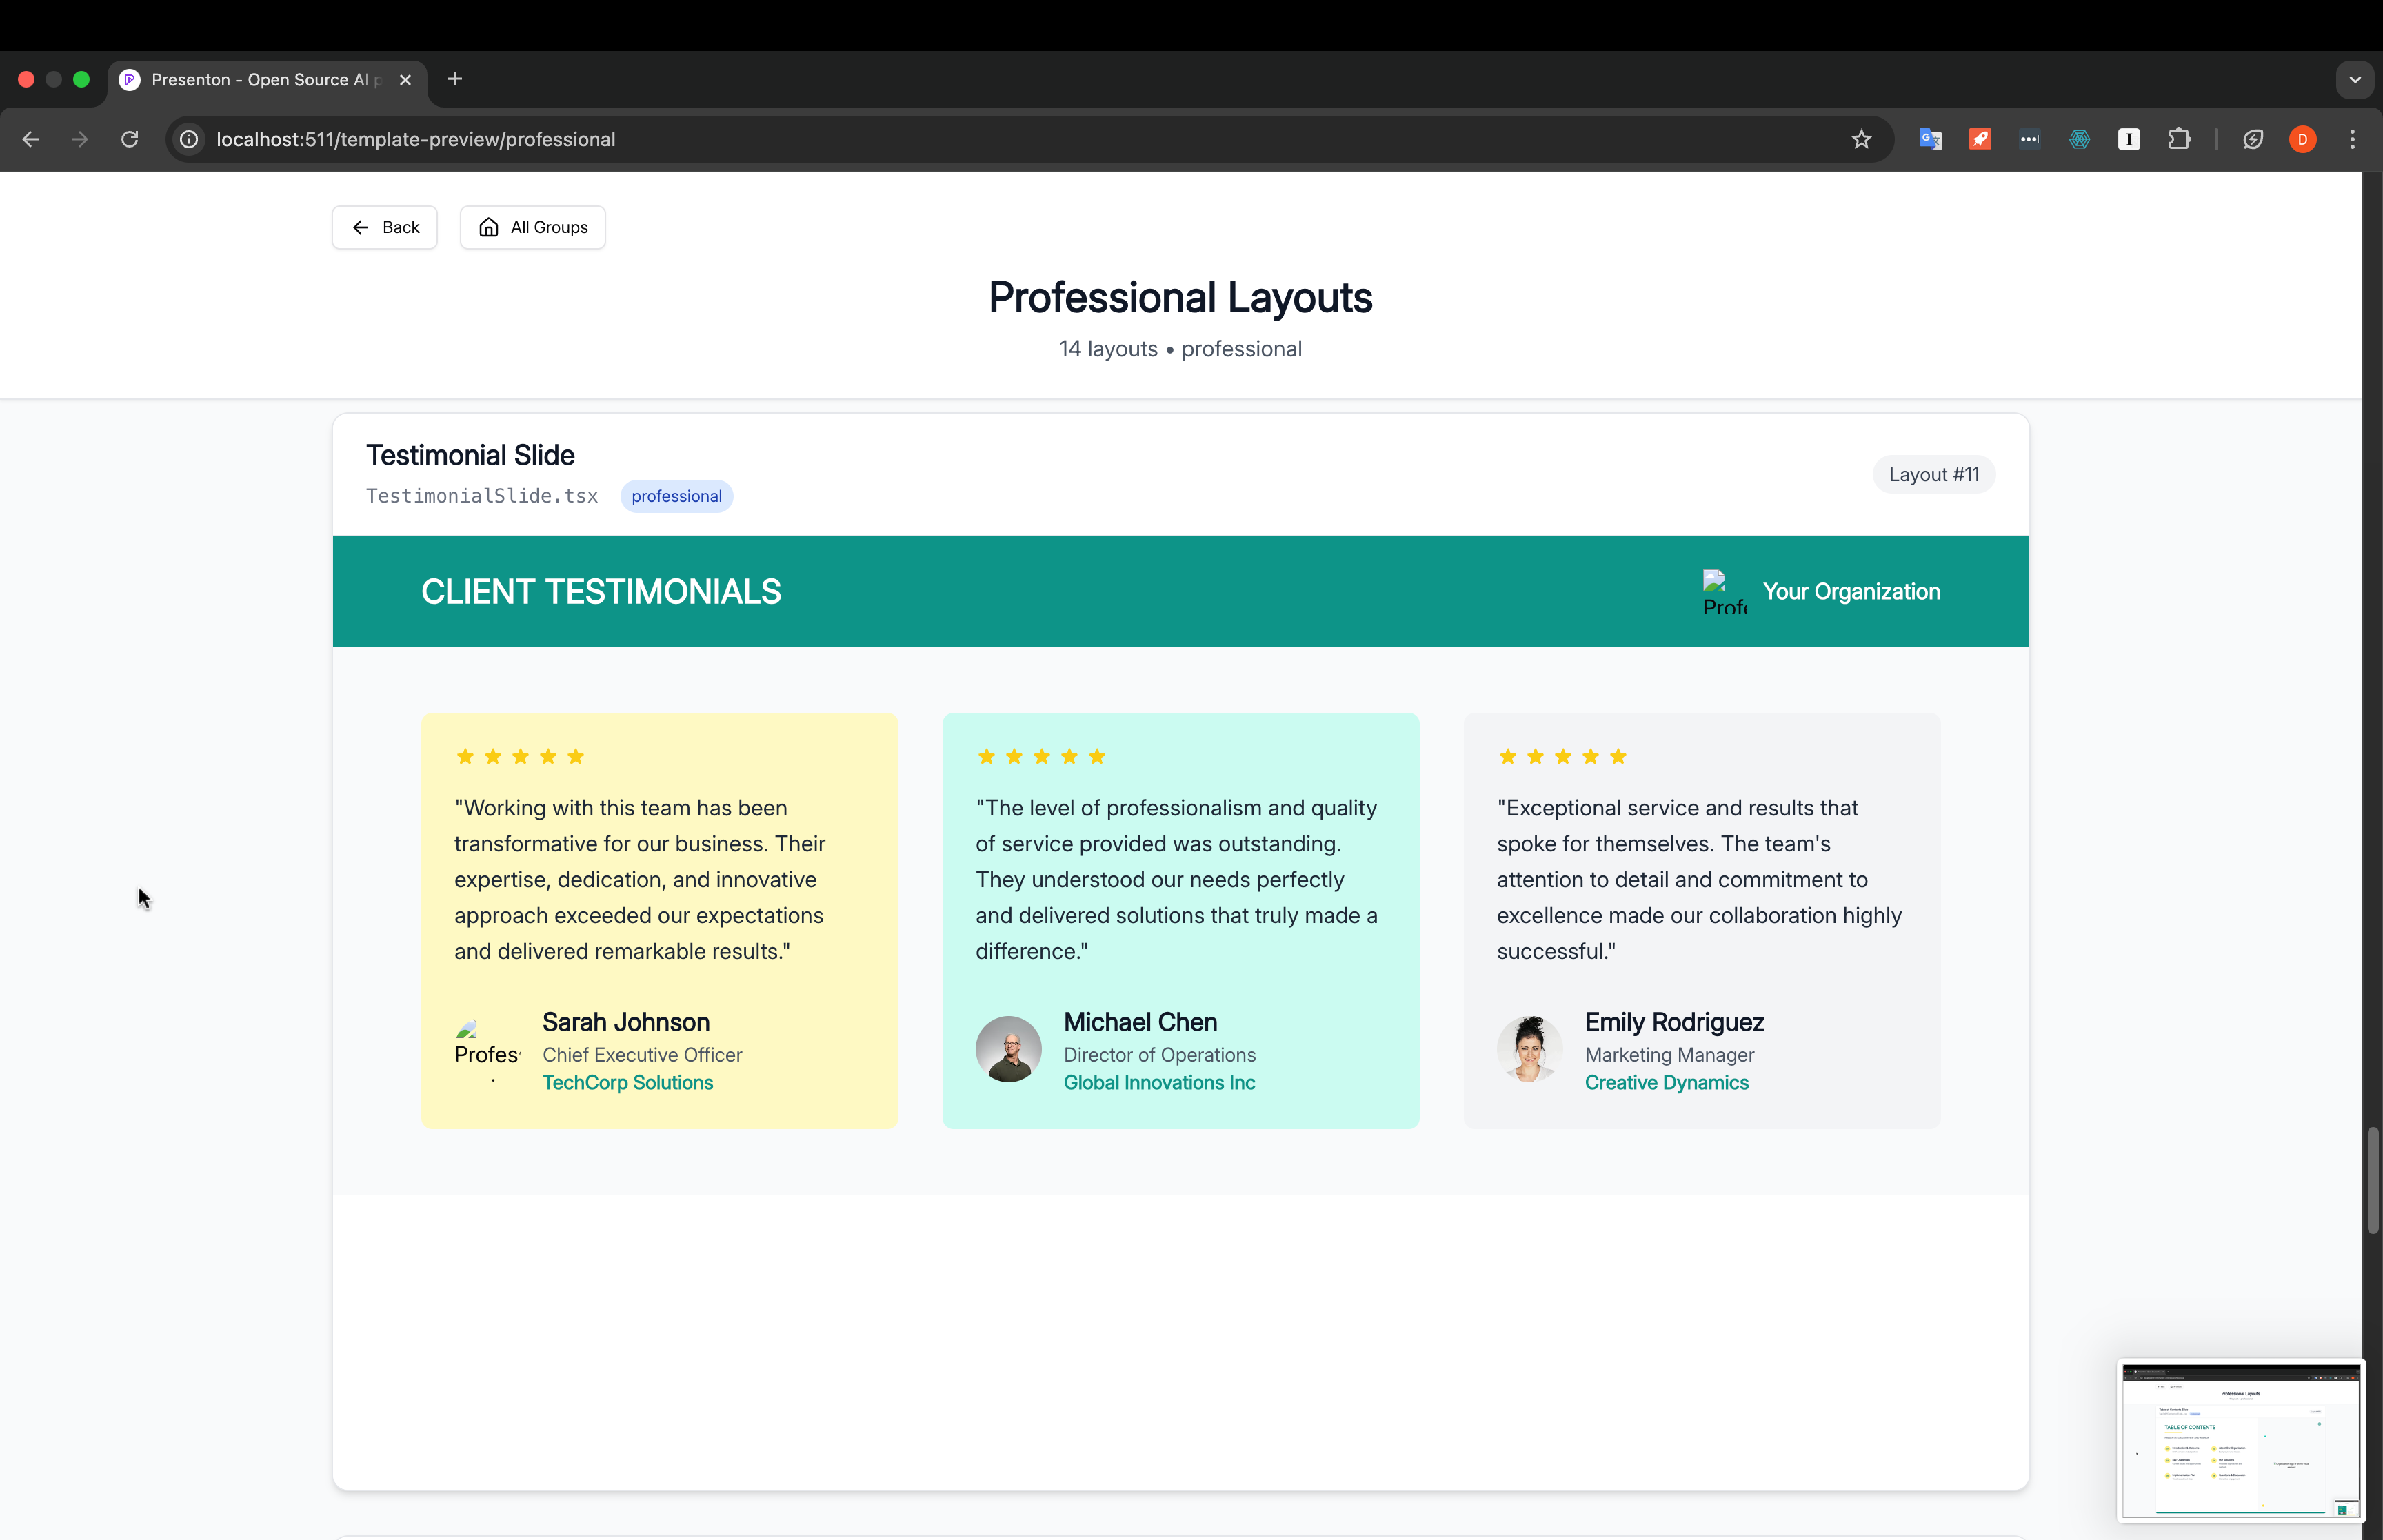 Presenton - Open Source AI p
localhost:511/template-preview/professional
D
Back
All Groups
Professional Layouts
14 layouts • professional
Testimonial Slide
Layout #11
TestimonialSlide.tsx
professional
CLIENT TESTIMONIALS
Profe
Your Organization
"Working with this team has been
transformative for our business. Their
expertise, dedication, and innovative
approach exceeded our expectations
and delivered remarkable results."
Profes
Sarah Johnson
Chief Executive Officer
TechCorp Solutions
"The level of professionalism and quality
of service provided was outstanding.
They understood our needs perfectly
and delivered solutions that truly made a
difference."
Michael Chen
Director of Operations
Global Innovations Inc
"Exceptional service and results that
spoke for themselves. The team's
attention to detail and commitment to
excellence made our collaboration highly
successful."
Emily Rodriguez
Marketing Manager
Creative Dynamics
Professional Layouts
TABLE OF CONTENTS